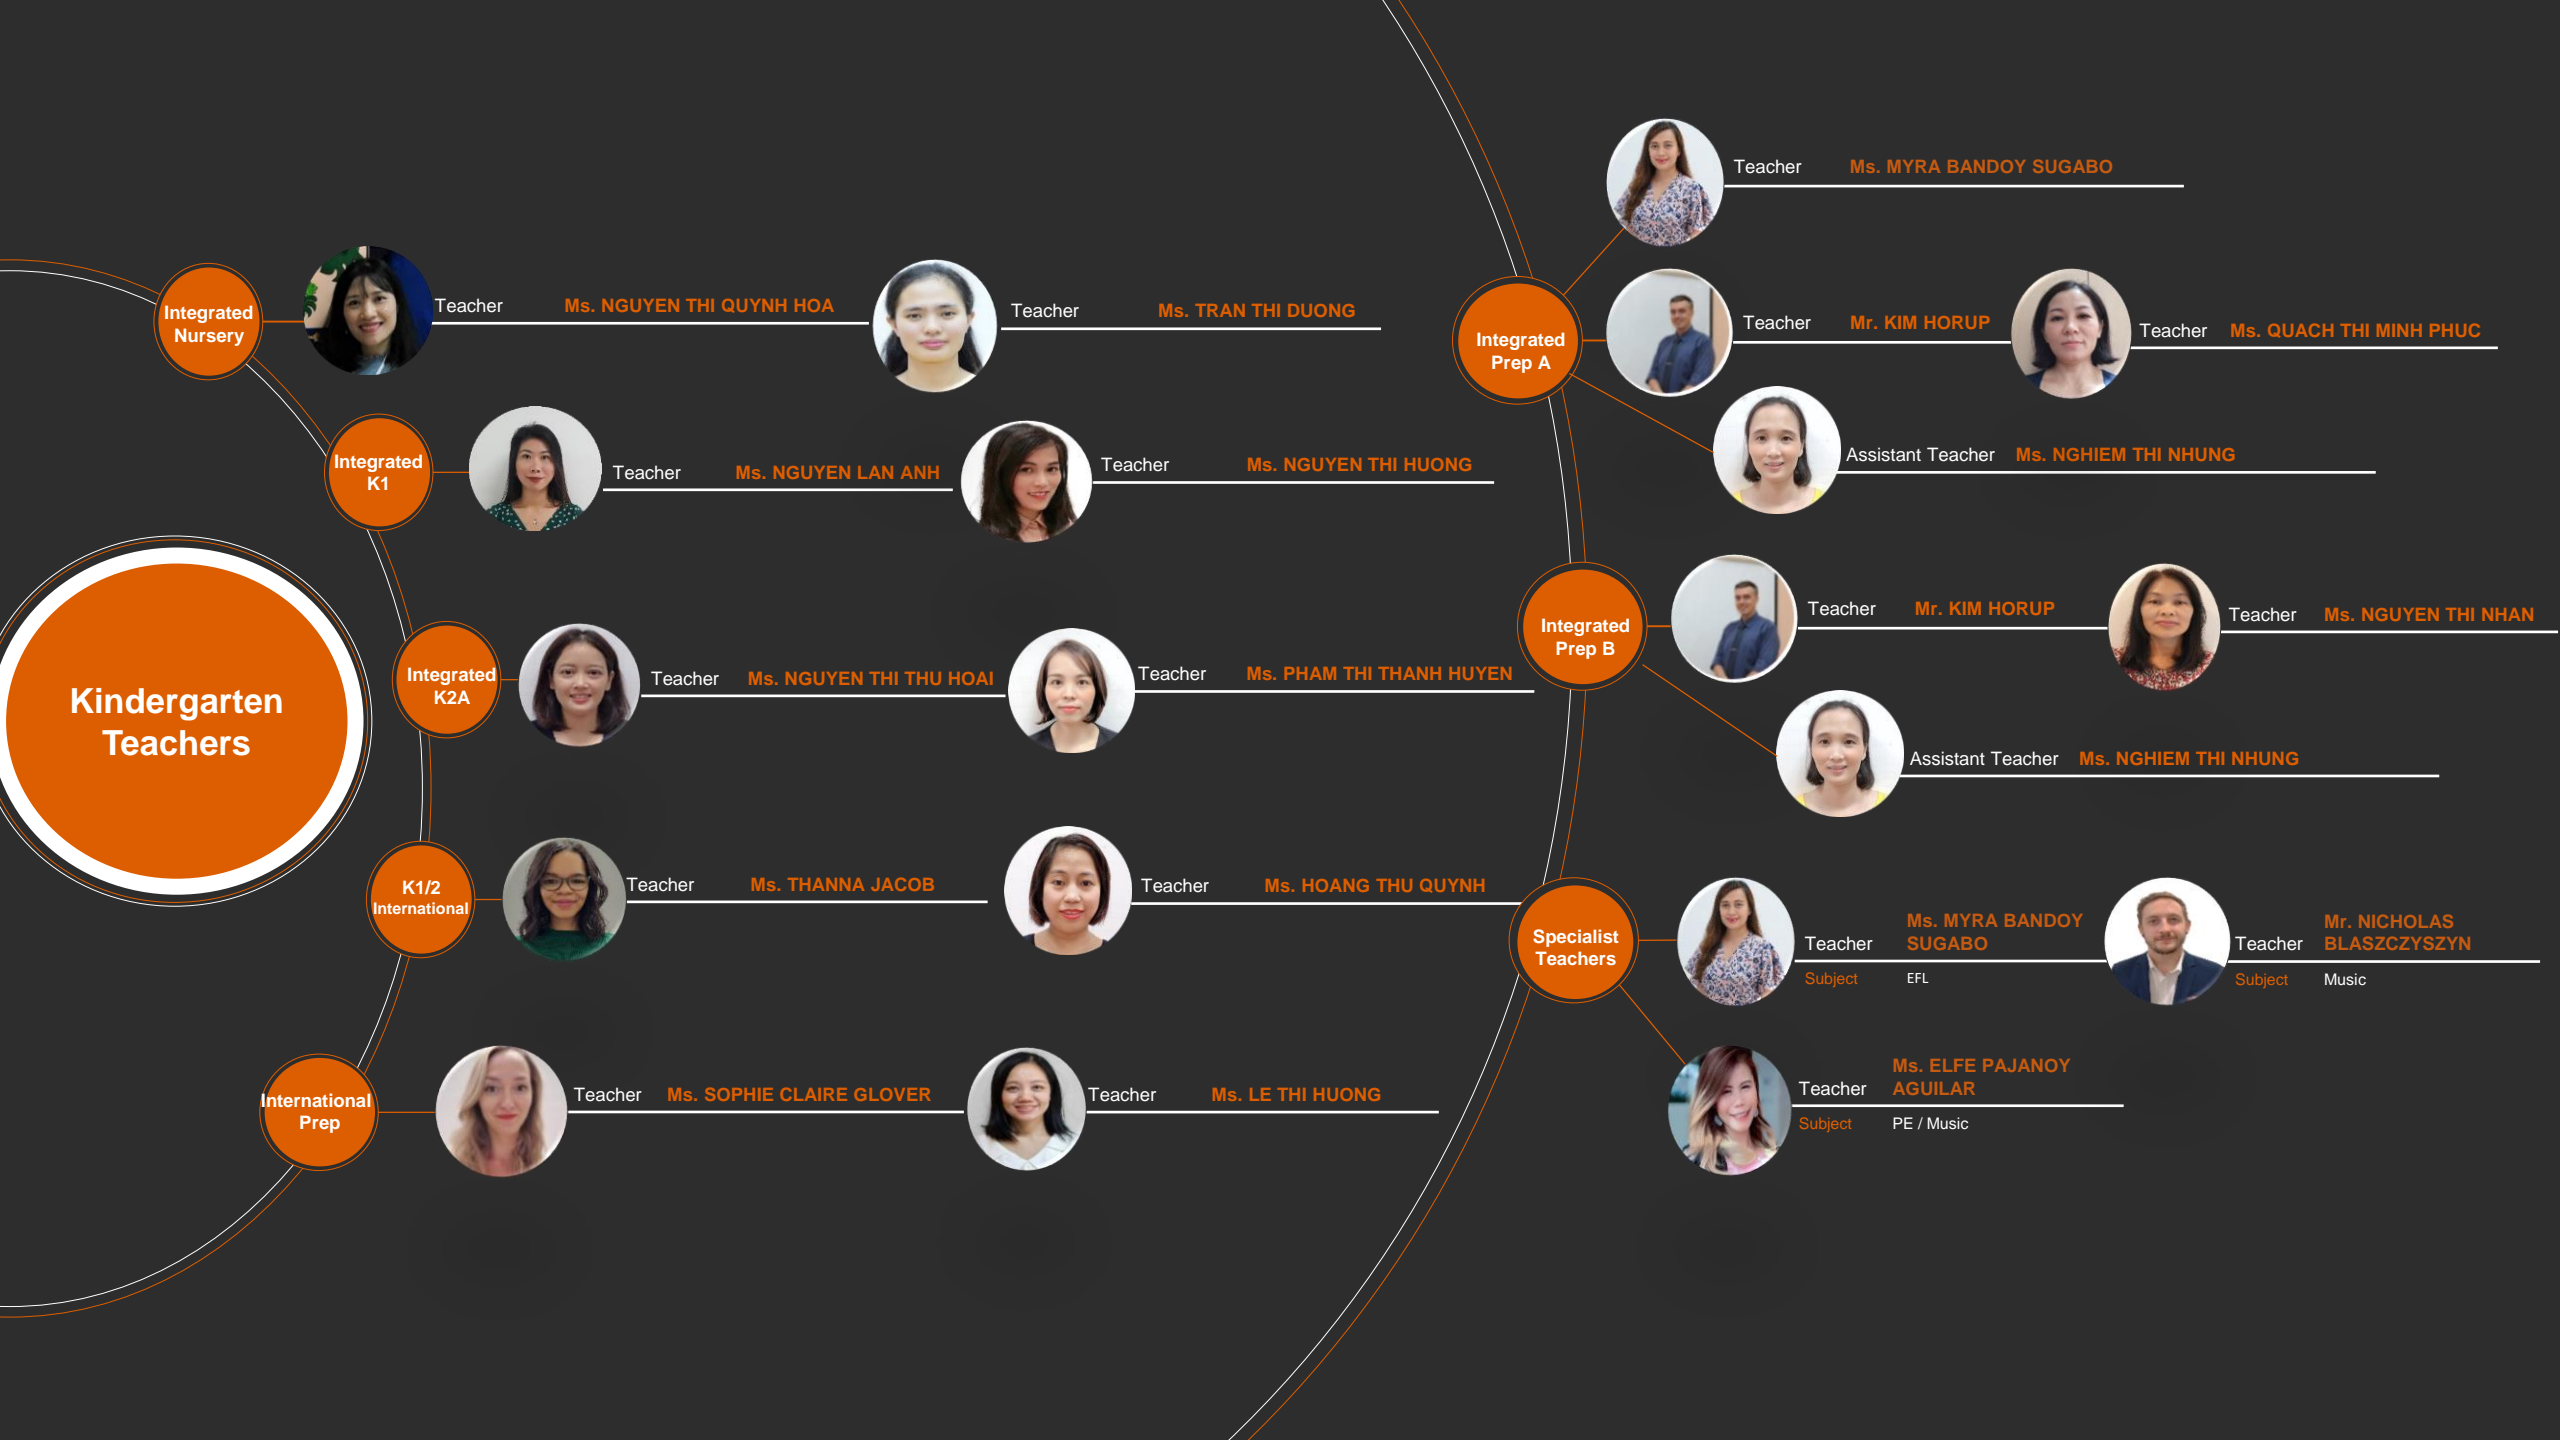 Kindergarten
Teachers
Integrated
Nursery
Teacher Ms. NGUYEN THI QUYNH HOA
Teacher Ms. TRAN THI DUONG
Integrated
K1
Teacher Ms. NGUYEN LAN ANH
Teacher Ms. NGUYEN THI HUONG
Integrated
K2A
Teacher Ms. NGUYEN THI THU HOAI
Teacher Ms. PHAM THI THANH HUYEN
K1/2
International
Teacher Ms. THANNA JACOB
Teacher Ms. HOANG THU QUYNH
International
Prep
Teacher Ms. SOPHIE CLAIRE GLOVER
Teacher Ms. LE THI HUONG
Integrated
Prep A
Teacher Ms. MYRA BANDOY SUGABO
Teacher Mr. KIM HORUP
Teacher Ms. QUACH THI MINH PHUC
Assistant Teacher Ms. NGHIEM THI NHUNG
Integrated
Prep B
Teacher Mr. KIM HORUP
Teacher Ms. NGUYEN THI NHAN
Assistant Teacher Ms. NGHIEM THI NHUNG
Specialist
Teachers
Ms. MYRA BANDOY
Teacher SUGABO
Subject EFL
Mr. NICHOLAS
Teacher BLASZCZYSZYN
Subject Music
Ms. ELFE PAJANOY
Teacher AGUILAR
Subject PE / Music